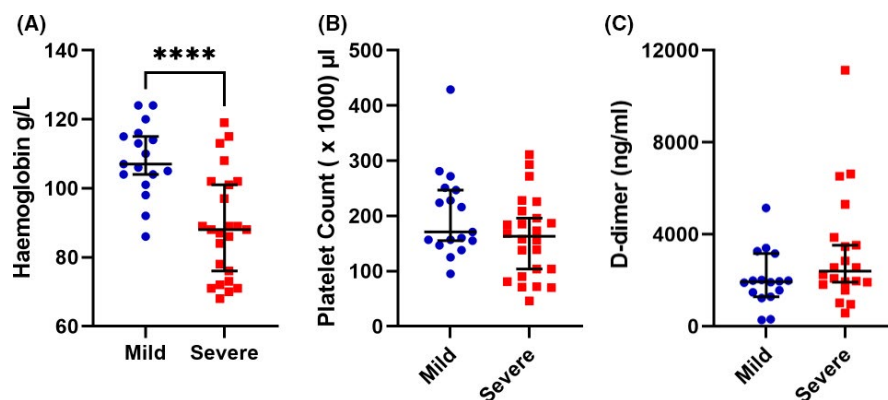 (A)
Haemoglobin g/L
140
120
100
80
60
****
Mild Severe
(B)
Platelet Count ( x 1000) µl
500
400
300
200
100
0
Mild
Severe
(C)
D-dimer (ng/ml)
12000
8000
4000
0
Mild
Severe